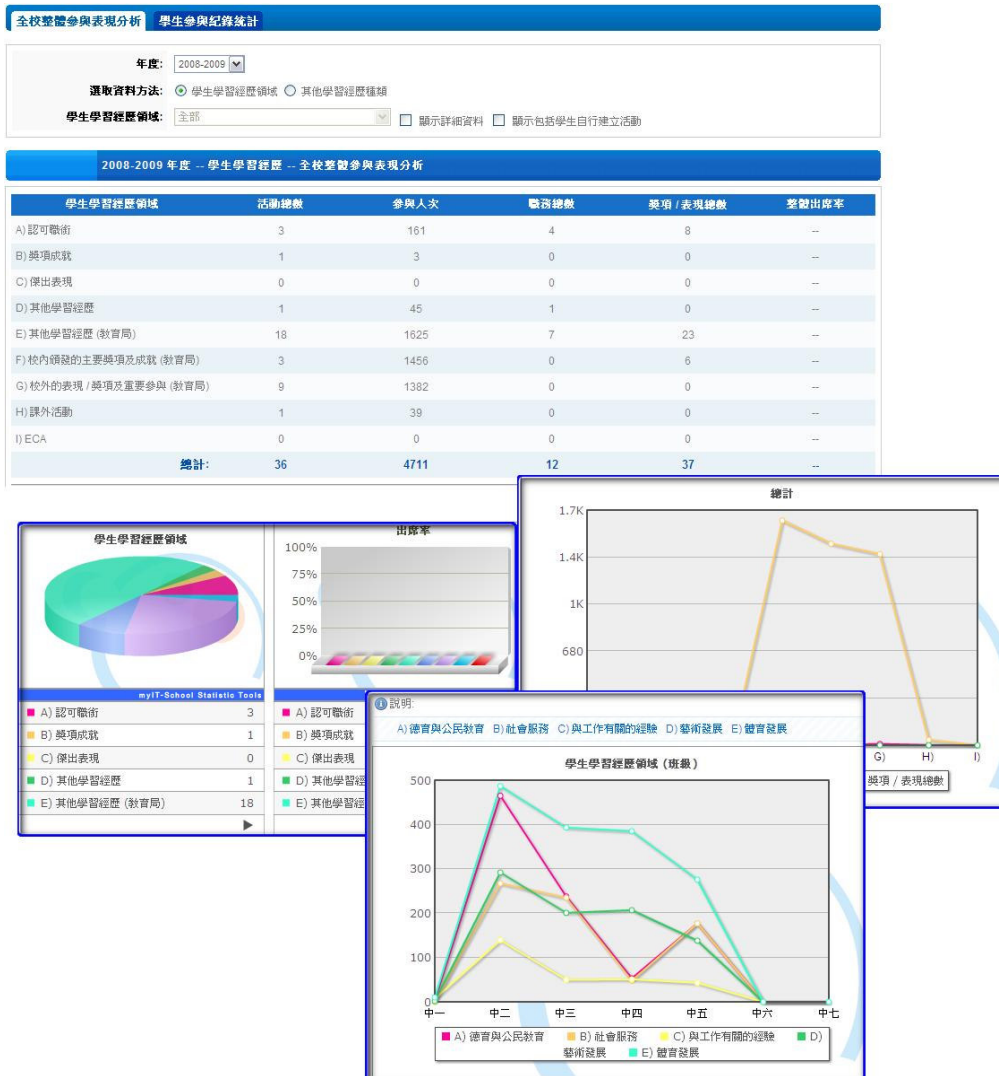 全校整體參與表現分析 學生參與紀錄統計
年度: 2008-2009
選取資料方法: 學生學習經歷領域 其他學習經歷種類
學生學習經歷領域: 全部 顯示詳細資料 顯示包括學生自行建立活動
2008-2009 年度 -- 學生學習經歷 -- 全校整體參與表現分析
學生學習經歷領域 活動總數 參與人次 職務總數 獎項 / 表現總數 整體出席率
A) 認可職銜 3 161 4 8 --
B) 獎項成就 1 3 0 0 --
C) 傑出表現 0 0 0 0 --
D) 其他學習經歷 1 45 1 0 --
E) 其他學習經歷 (教育局) 18 1625 7 23 --
F) 校內頒發的主要獎項及成就 (教育局) 3 1456 0 6 --
G) 校外的表現 / 獎項及重要參與 (教育局) 9 1382 0 0 --
H) 課外活動 1 39 0 0 --
I) ECA 0 0 0 0 --
總計: 36 4711 12 37 --
總計
1.7K
1.4K
1K
680
G) H) I)
獎項 / 表現總數
學生學習經歷領域
myIT-School Statistic Tools
A) 認可職銜 3
B) 獎項成就 1
C) 傑出表現 0
D) 其他學習經歷 1
E) 其他學習經歷 (教育局) 18
出席率
100%
75%
50%
25%
0%
A) 認可職銜
B) 獎項成就
C) 傑出表現
D) 其他學習經
E) 其他學習經
說明:
A) 德育與公民教育 B) 社會服務 C) 與工作有關的經驗 D) 藝術發展 E) 體育發展
學生學習經歷領域 (班級)
500
400
300
200
100
0
中一 中二 中三 中四 中五 中六 中七
A) 德育與公民教育 B) 社會服務 C) 與工作有關的經驗 D)
藝術發展 E) 體育發展